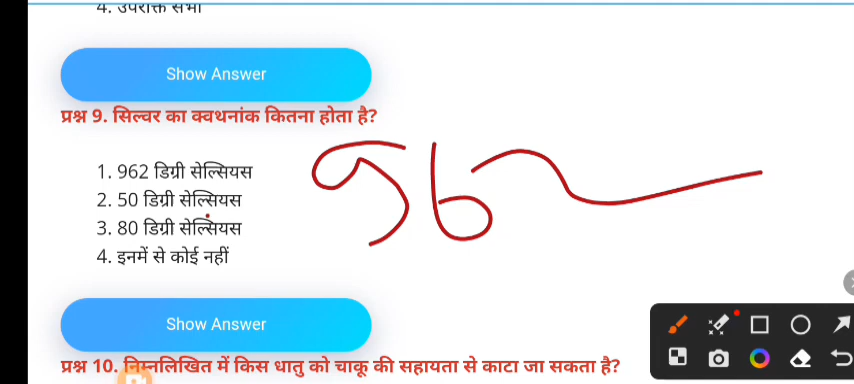 4. उपरोक्त सभी
Show Answer
प्रश्न 9. सिल्वर का क्वथनांक कितना होता है?
1. 962 डिग्री सेल्सियस
2. 50 डिग्री सेल्सियस
3. 80 डिग्री सेल्सियस
4. इनमें से कोई नहीं
962
Show Answer
प्रश्न 10. निम्नलिखित में किस धातु को चाकू की सहायता से काटा जा सकता है?